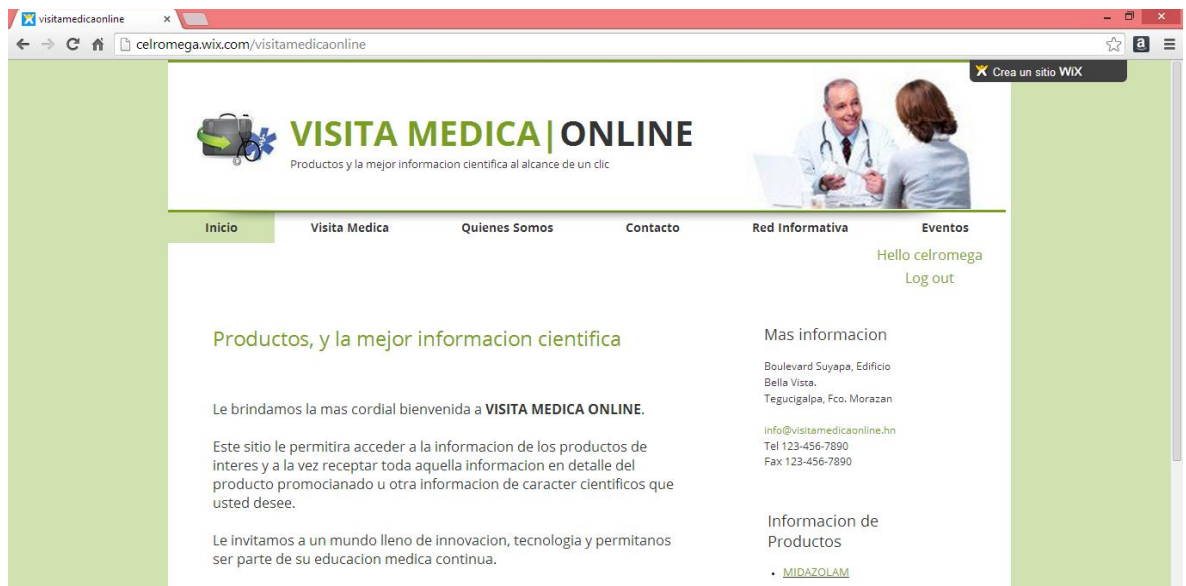 visitamedicaonline
celromega.wix.com/visitamedicaonline
Crea un sitio WiX
VISITA MEDICA|ONLINE
Productos y la mejor informacion cientifica al alcance de un clic
Inicio Visita Medica Quienes Somos Contacto Red Informativa Eventos
Hello celromega
Log out
Productos, y la mejor informacion cientifica
Le brindamos la mas cordial bienvenida a VISITA MEDICA ONLINE.
Este sitio le permitira acceder a la informacion de los productos de
interes y a la vez receptar toda aquella informacion en detalle del
producto promocianado u otra informacion de caracter cientificos que
usted desee.
Le invitamos a un mundo lleno de innovacion, tecnologia y permitanos
ser parte de su educacion medica continua.
Mas informacion
Boulevard Suyapa, Edificio
Bella Vista.
Tegucigalpa, Fco. Morazan
info@visitamedicaonline.hn
Tel 123-456-7890
Fax 123-456-7890
Informacion de
Productos
• MIDAZOLAM